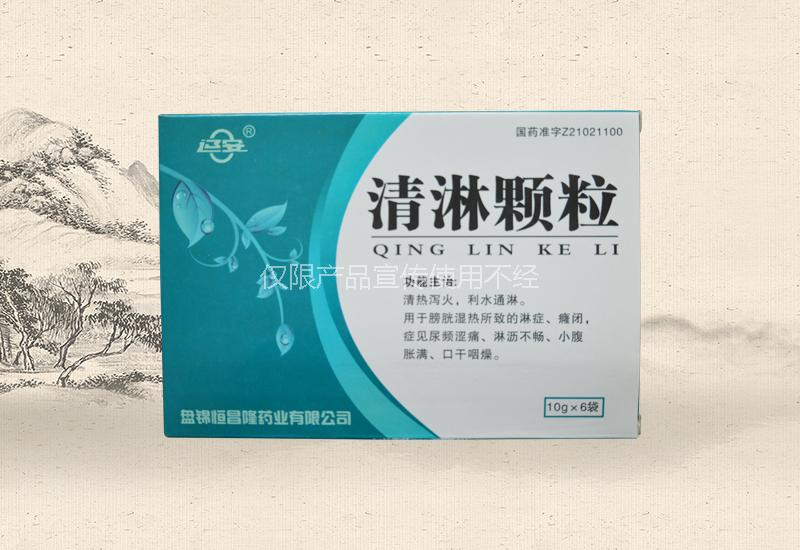 辽安®
国药准字Z21021100
清淋颗粒
QING LIN KE LI
仅限产品宣传使用不经
功能主治:
清热泻火，利水通淋。
用于膀胱湿热所致的淋症、癃闭，
症见尿频涩痛、淋沥不畅、小腹
胀满、口干咽燥。
10g×6袋
盘锦恒昌隆药业有限公司